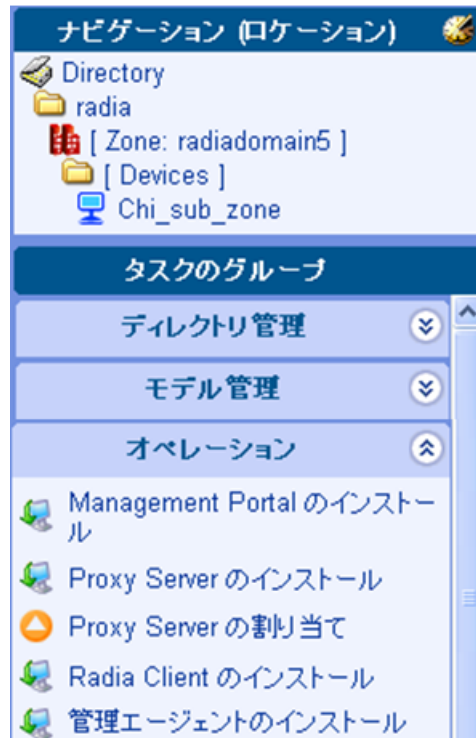 ナビゲーション (ロケーション)
Directory
radia
[ Zone: radiadomain5 ]
[ Devices ]
Chi_sub_zone
タスクのグループ
ディレクトリ管理
モデル管理
オペレーション
Management Portal のインストー
ル
Proxy Server のインストール
Proxy Server の割り当て
Radia Client のインストール
管理エージェントのインストール